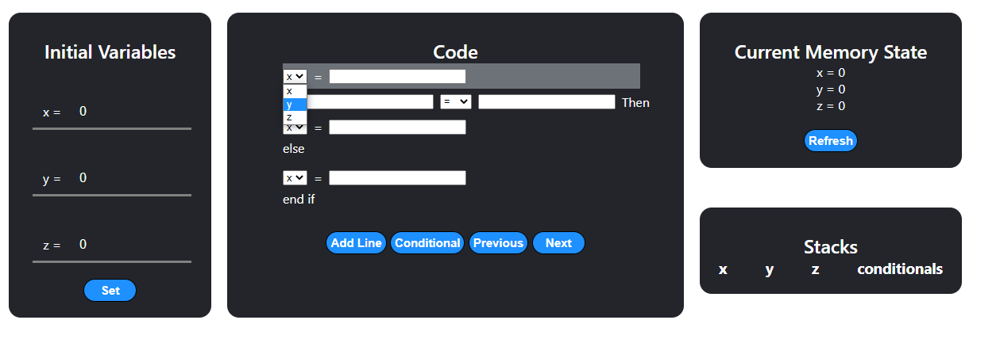 Initial Variables
x = 0
y = 0
z = 0
Set
Code
x =
x
y
z
= Then
x =
else
x =
end if
Add Line Conditional Previous Next
Current Memory State
x = 0
y = 0
z = 0
Refresh
Stacks
x y z conditionals